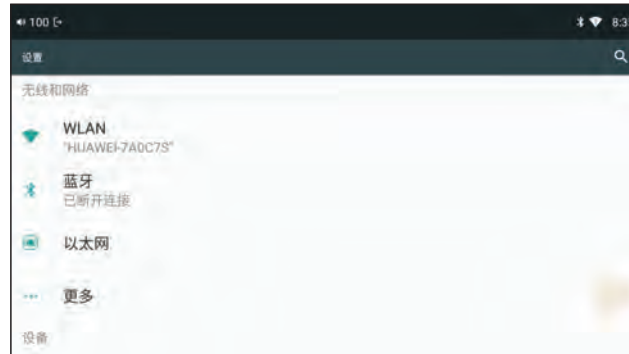 100 8:3
设置
无线和网络
WLAN
"HUAWEI-7A0C7S"
蓝牙
已断开连接
以太网
更多
设备